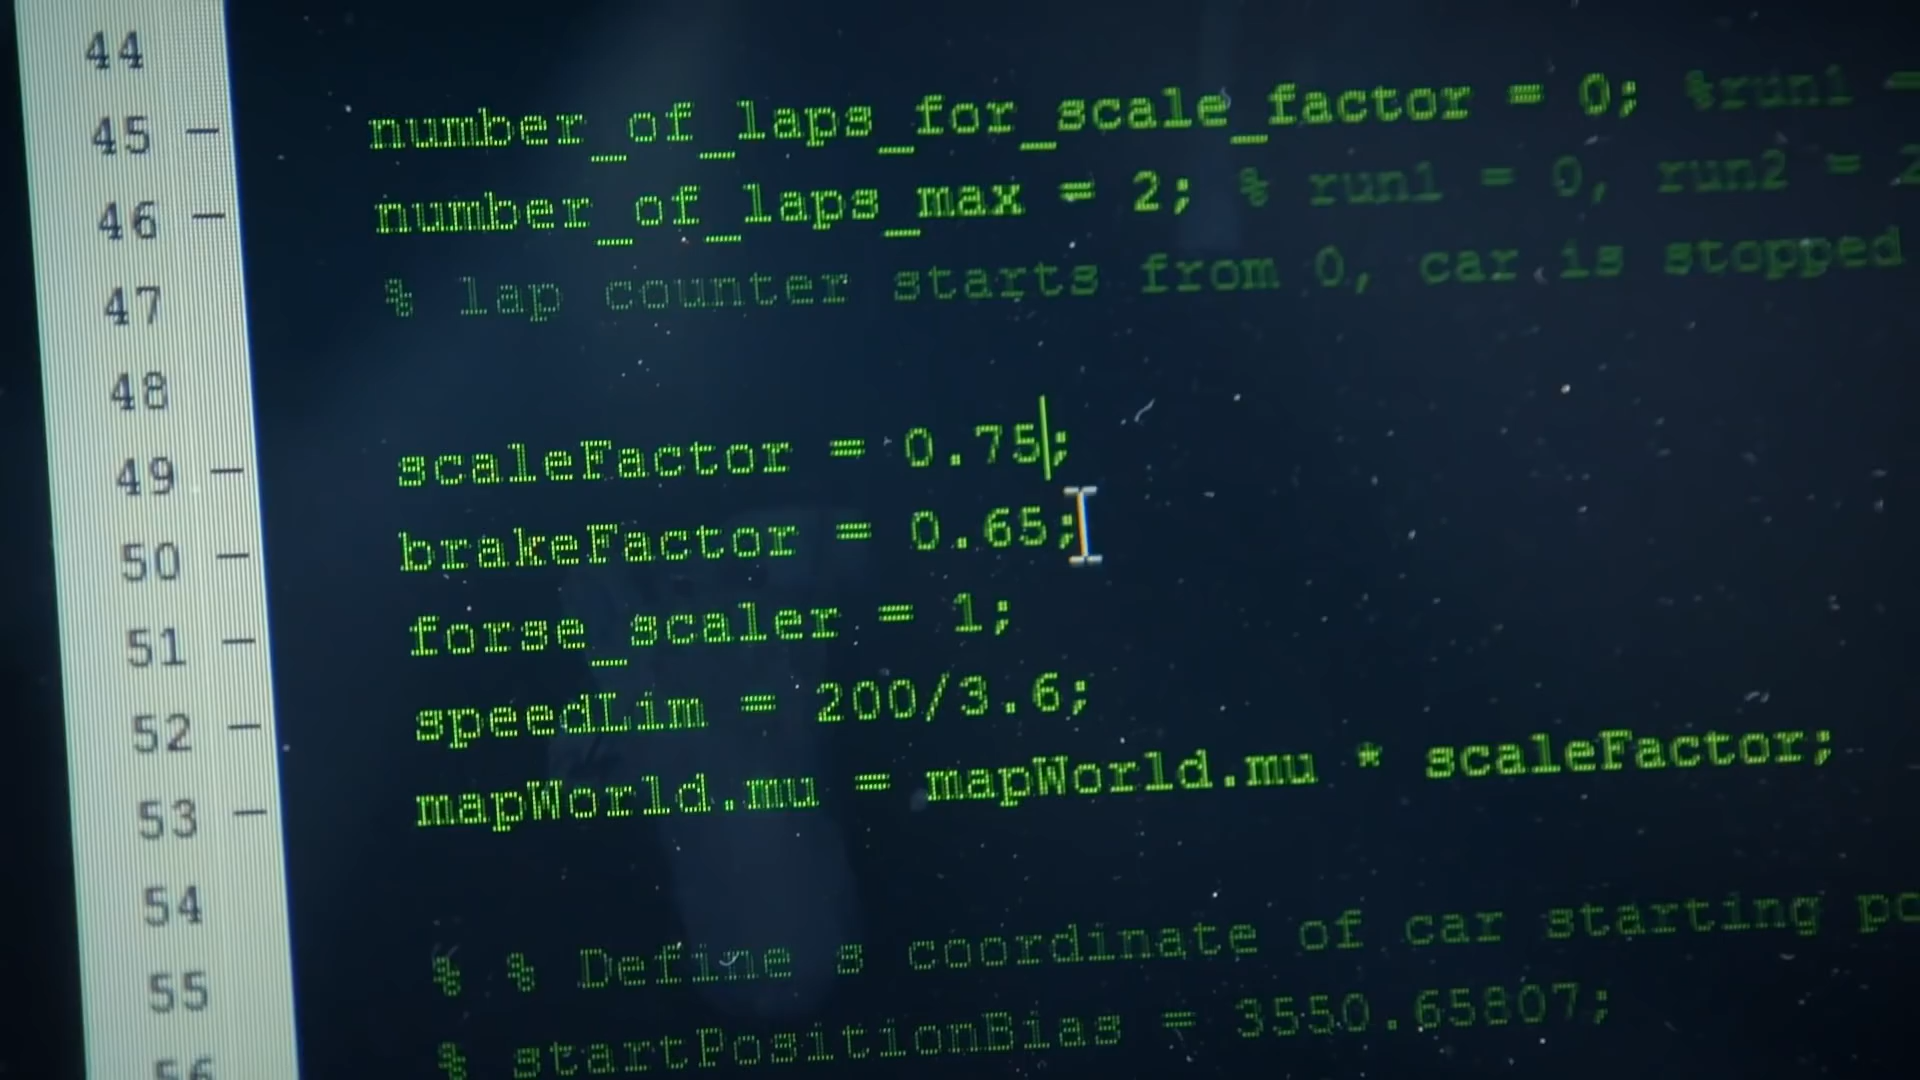 44
45 – number_of_laps_for_scale_factor = 0; %run1 =
46 – number_of_laps_max = 2; % run1 = 0, run2 = 2
47 % lap counter starts from 0, car is stopped
48
49 – scaleFactor = 0.75;
50 – brakeFactor = 0.65;
51 – forse_scaler = 1;
52 – speedLim = 200/3.6;
53 – mapWorld.mu = mapWorld.mu * scaleFactor;
54
55 % % Define s coordinate of car starting po
56 % startPositionBias = 3550.65807;